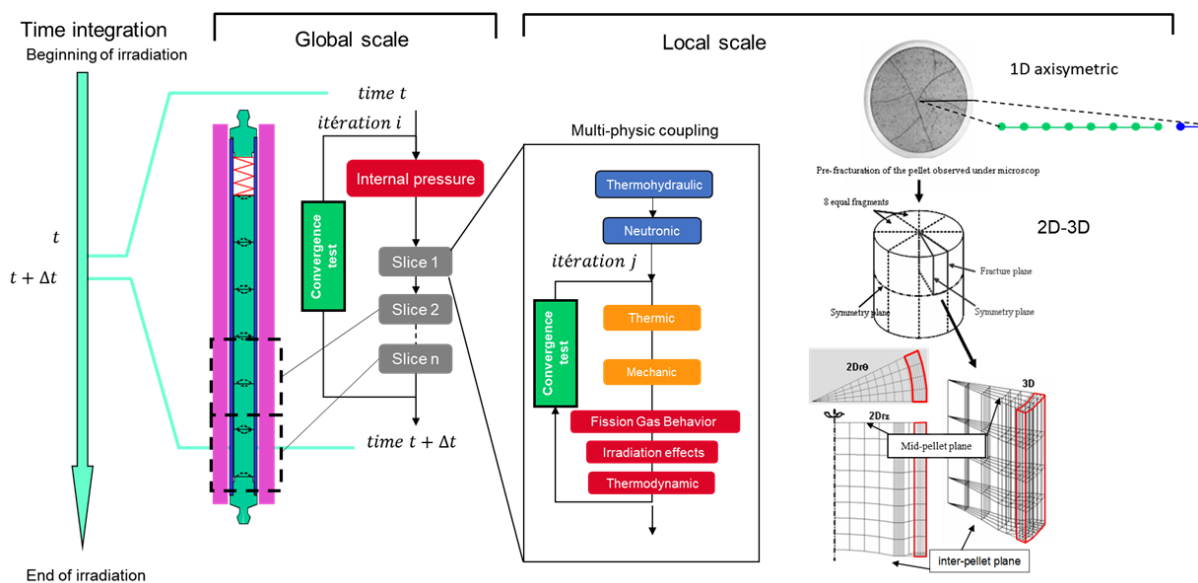 Time integration
Beginning of irradiation
t
t + Δt
End of irradiation
Global scale
time t
itération i
Internal pressure
Convergence
test
Slice 1
Slice 2
Slice n
time t + Δt
Local scale
Multi-physic coupling
Thermohydraulic
Neutronic
itération j
Convergence
test
Thermic
Mechanic
Fission Gas Behavior
Irradiation effects
Thermodynamic
1D axisymetric
Pre-fracturation of the pellet observed under microscop
8 equal fragments
2D-3D
Fracture plane
Symmetry plane
Symmetry plane
2Drθ
3D
2Drz
Mid-pellet plane
inter-pellet plane